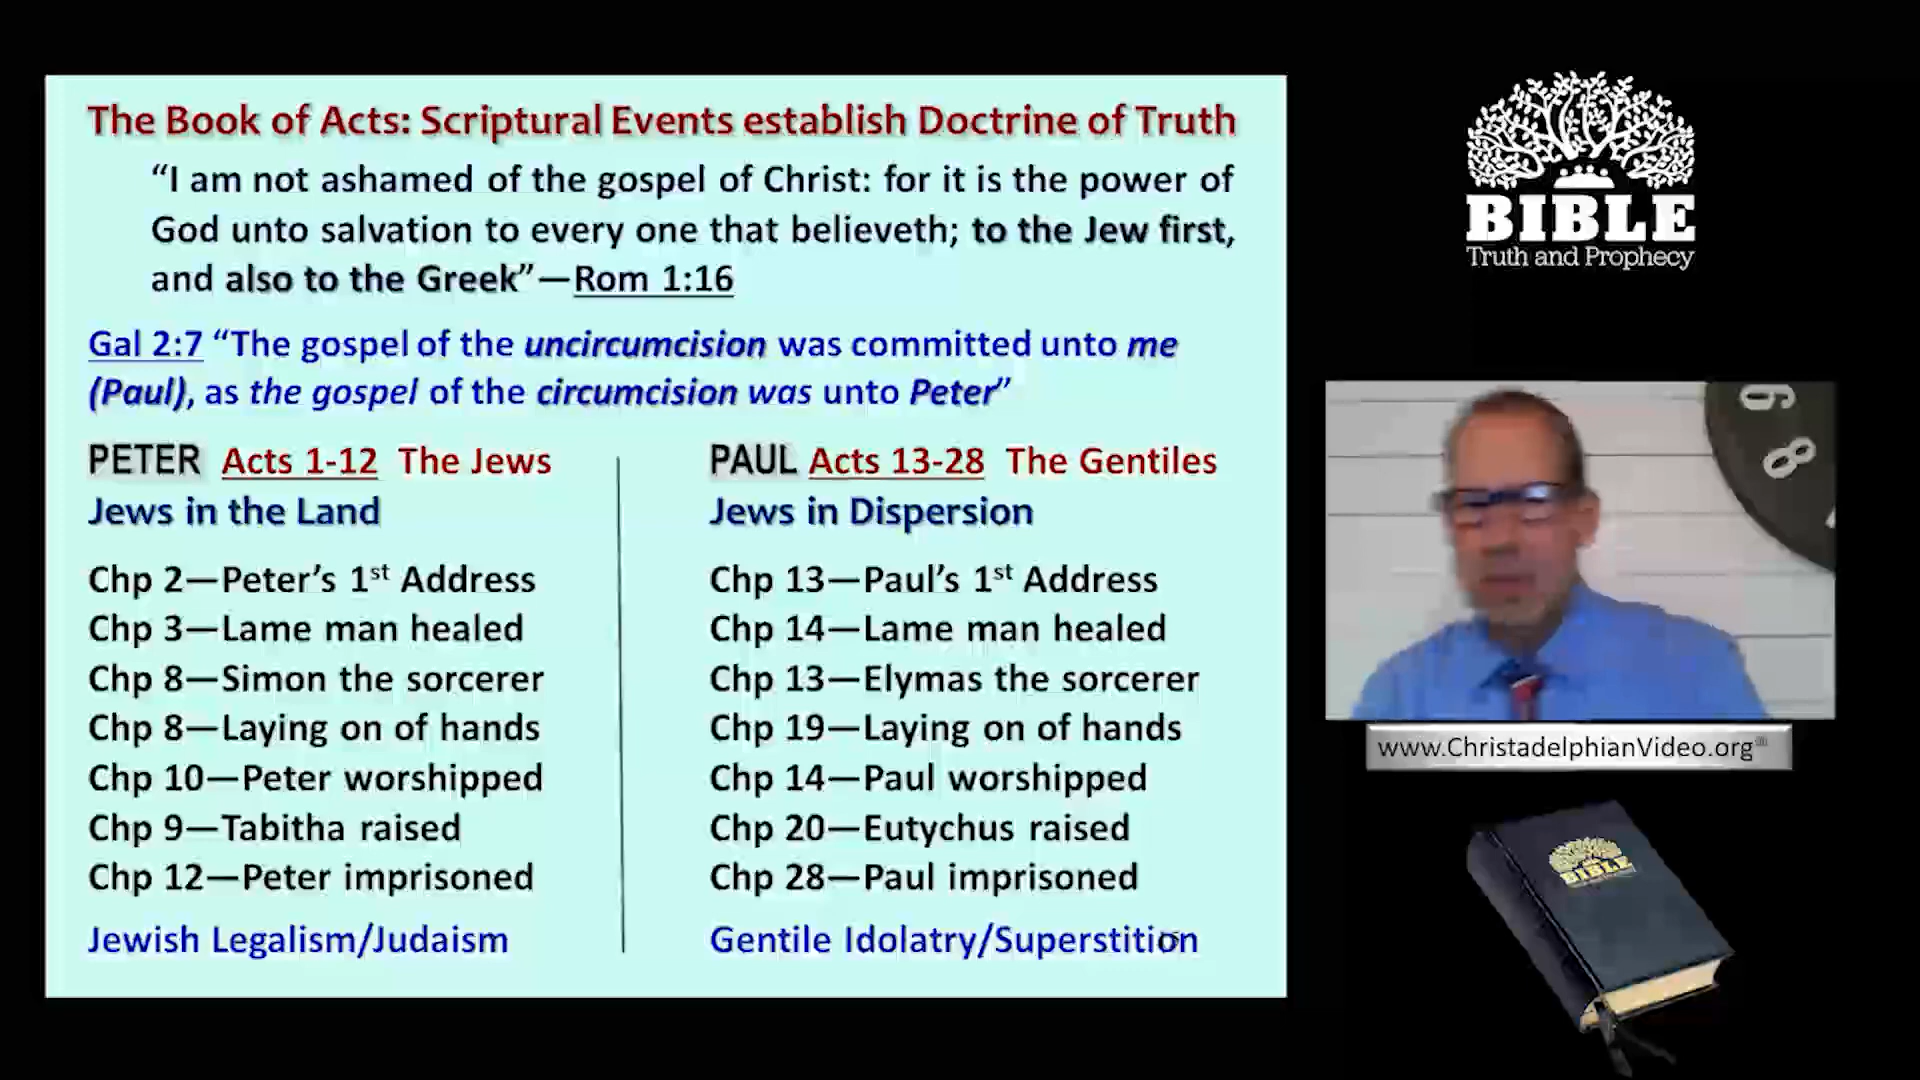 The Book of Acts: Scriptural Events establish Doctrine of Truth
“I am not ashamed of the gospel of Christ: for it is the power of
God unto salvation to every one that believeth; to the Jew first,
and also to the Greek”—Rom 1:16
Gal 2:7 “The gospel of the uncircumcision was committed unto me
(Paul), as the gospel of the circumcision was unto Peter”
PETER Acts 1-12 The Jews
Jews in the Land
Chp 2—Peter’s 1st Address
Chp 3—Lame man healed
Chp 8—Simon the sorcerer
Chp 8—Laying on of hands
Chp 10—Peter worshipped
Chp 9—Tabitha raised
Chp 12—Peter imprisoned
Jewish Legalism/Judaism
PAUL Acts 13-28 The Gentiles
Jews in Dispersion
Chp 13—Paul’s 1st Address
Chp 14—Lame man healed
Chp 13—Elymas the sorcerer
Chp 19—Laying on of hands
Chp 14—Paul worshipped
Chp 20—Eutychus raised
Chp 28—Paul imprisoned
Gentile Idolatry/Superstition
BIBLE
Truth and Prophecy
6
8
www.ChristadelphianVideo.org
BIBLE